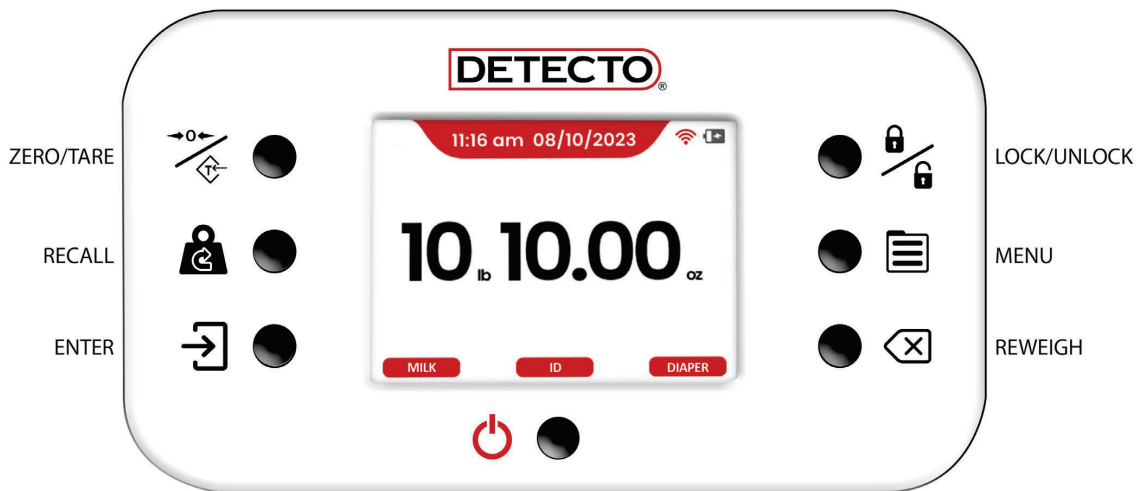 DETECTO®
11:16 am 08/10/2023
ZERO/TARE
→0←
T
LOCK/UNLOCK
10 lb 10.00 oz
RECALL
MENU
ENTER
REWEIGH
MILK
ID
DIAPER